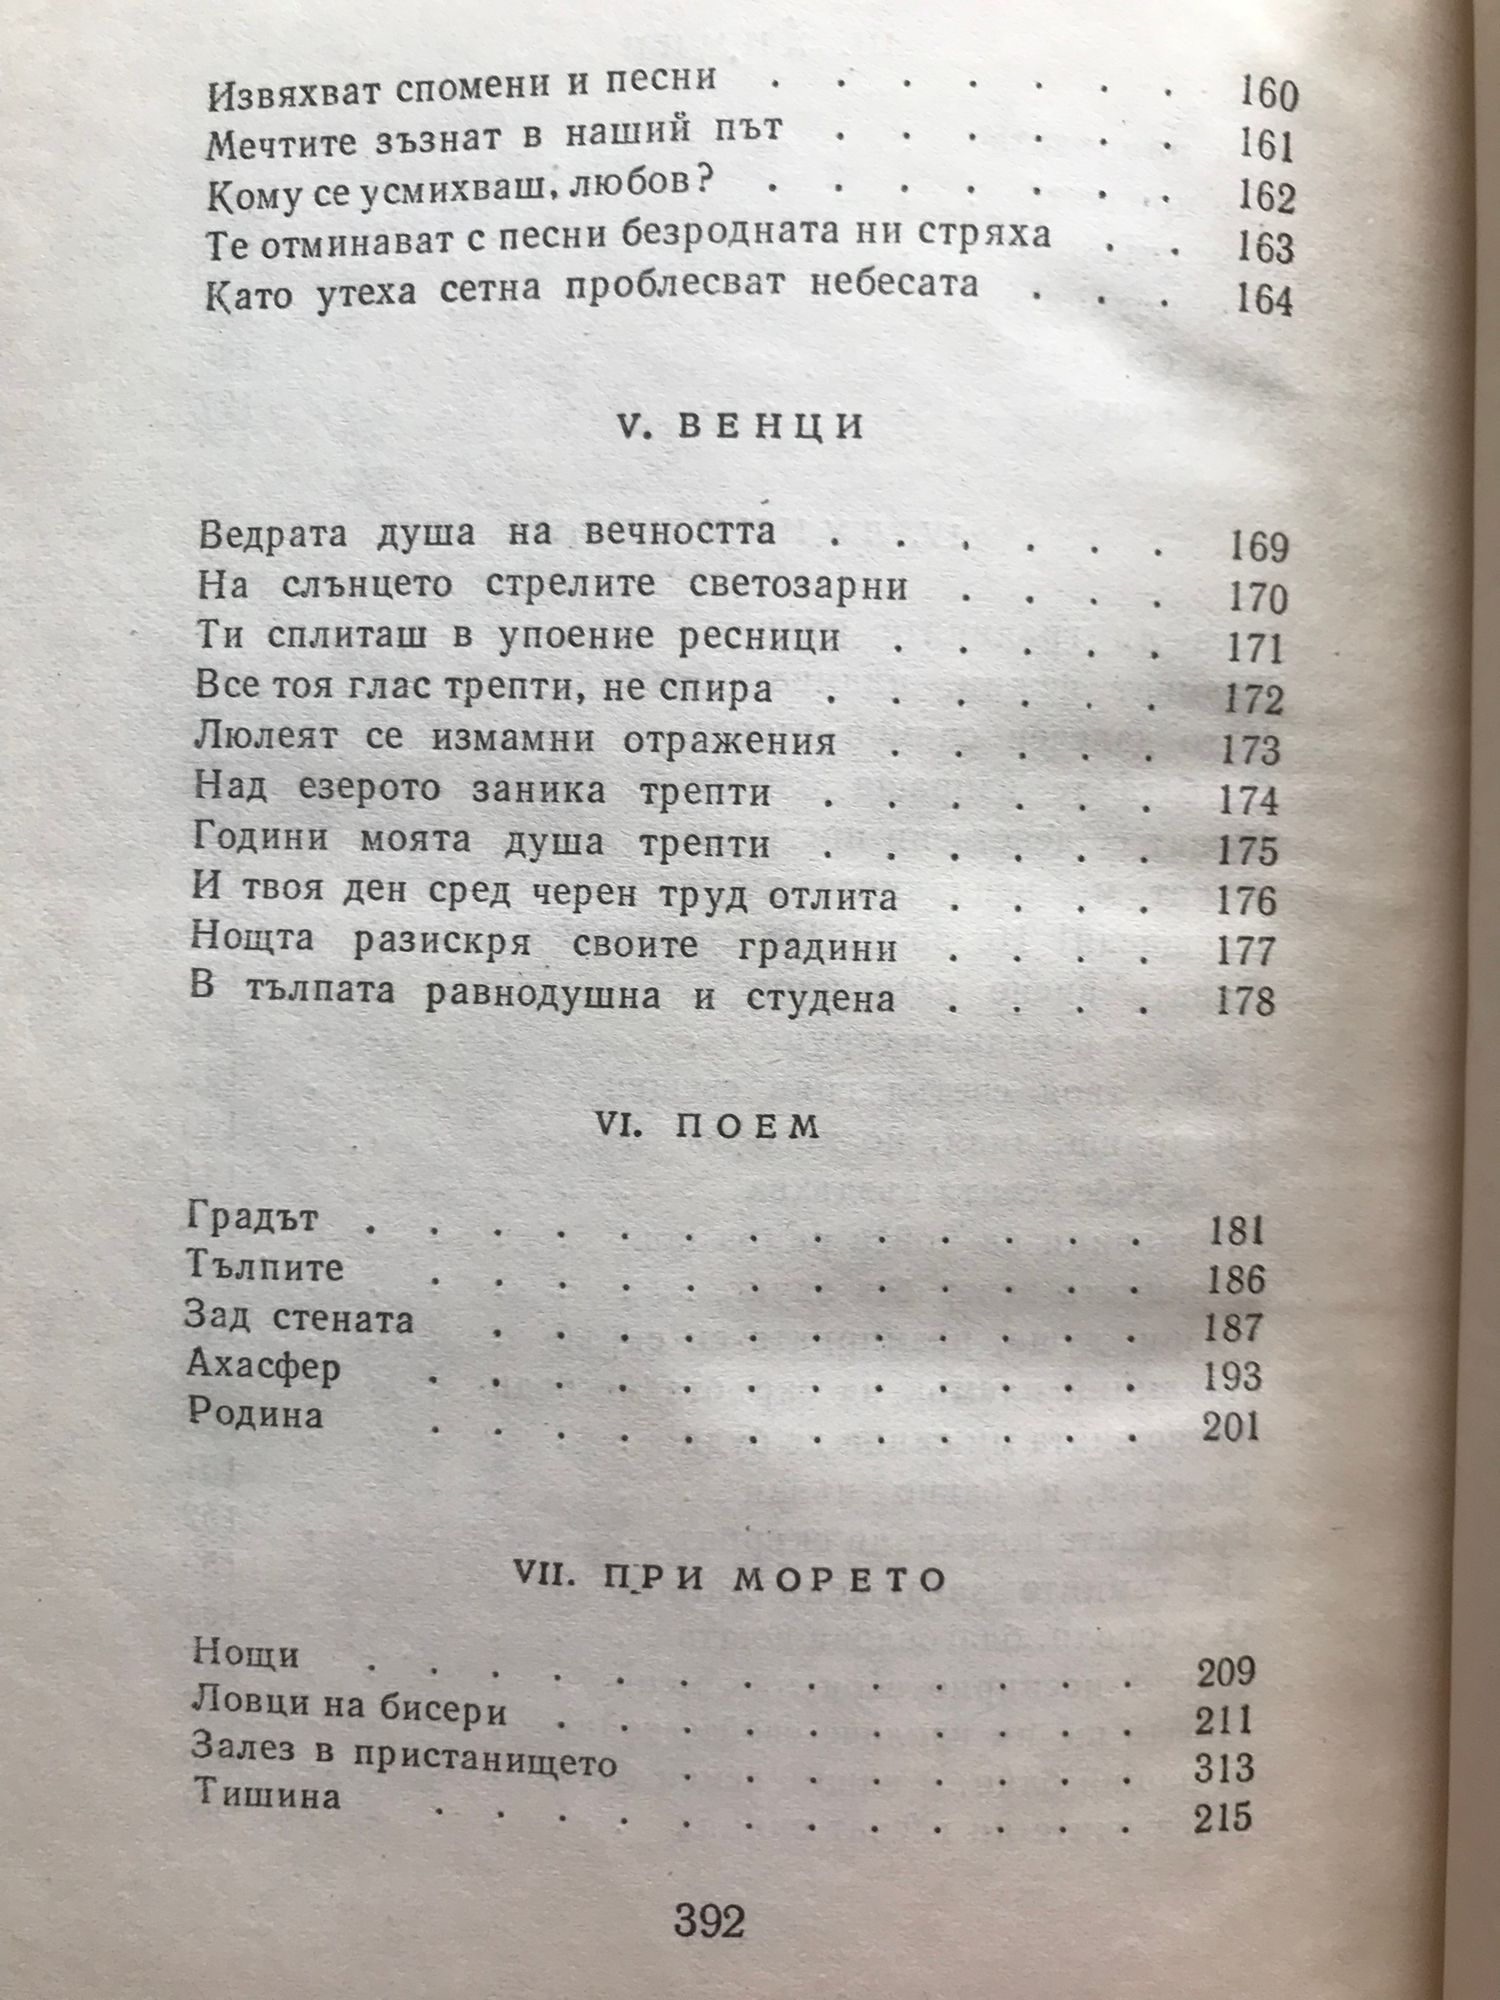 Извяхват спомени и песни . . . . . . . 160
Мечтите зъзнат в наший път . . . . . . 161
Кому се усмихваш, любов? . . . . . . . 162
Те отминават с песни безродната ни стряха . . 163
Като утеха сетна проблесват небесата . . . 164
V. ВЕНЦИ
Ведрата душа на вечността . . . . . . 169
На слънцето стрелите светозарни . . . . 170
Ти сплиташ в упоение ресници . . . . . 171
Все тоя глас трепти, не спира . . . . . . 172
Люлеят се измамни отражения . . . . . 173
Над езерото заника трепти . . . . . . 174
Години моята душа трепти . . . . . . 175
И твоя ден сред черен труд отлита . . . . 176
Нощта разискря своите градини . . . . 177
В тълпата равнодушна и студена . . . . 178
VI. ПОЕМ
Градът . . . . . . . . . . . . . 181
Тълпите . . . . . . . . . . . . 186
Зад стената . . . . . . . . . . . 187
Ахасфер . . . . . . . . . . . . 193
Родина . . . . . . . . . . . . 201
VII. ПРИ МОРЕТО
Нощи . . . . . . . . . . . . . 209
Ловци на бисери . . . . . . . . . . 211
Залез в пристанището . . . . . . . . 313
Тишина . . . . . . . . . . . . 215
392